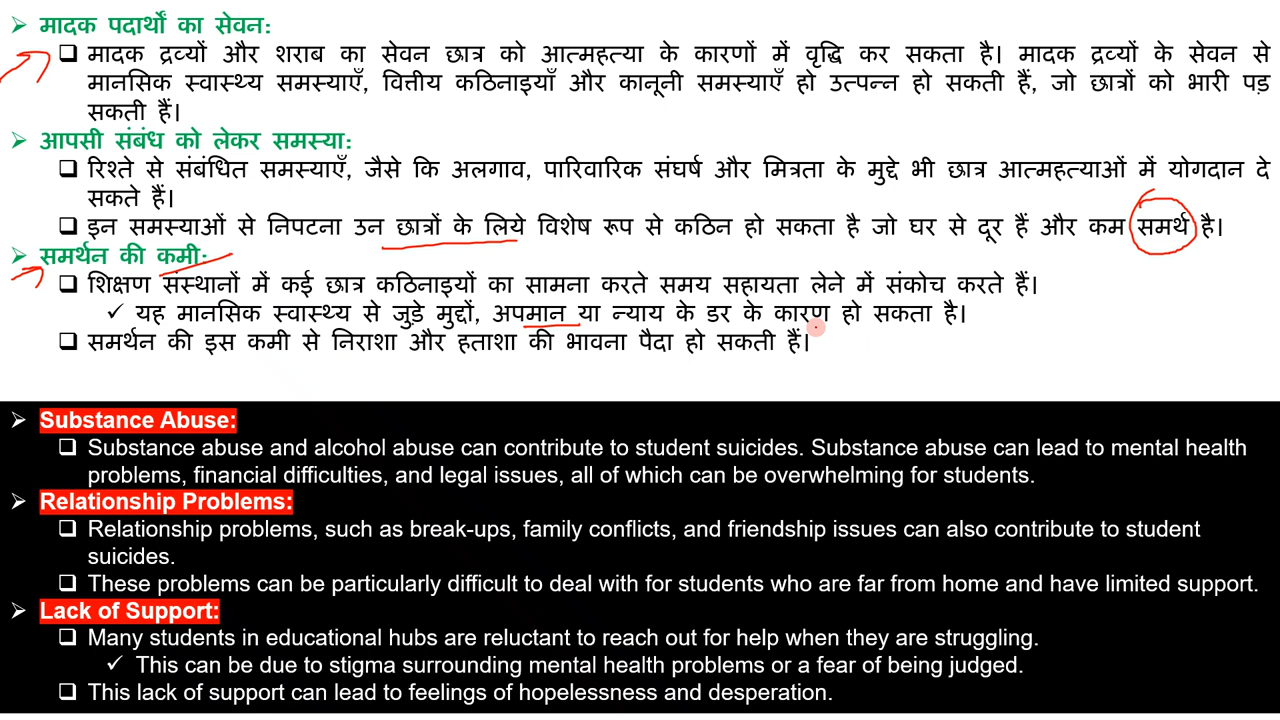 ➢ मादक पदार्थों का सेवन:
❑ मादक द्रव्यों और शराब का सेवन छात्र को आत्महत्या के कारणों में वृद्धि कर सकता है। मादक द्रव्यों के सेवन से
मानसिक स्वास्थ्य समस्याएँ, वित्तीय कठिनाइयाँ और कानूनी समस्याएँ हो उत्पन्न हो सकती हैं, जो छात्रों को भारी पड़
सकती हैं।
➢ आपसी संबंध को लेकर समस्या:
❑ रिश्ते से संबंधित समस्याएँ, जैसे कि अलगाव, पारिवारिक संघर्ष और मित्रता के मुद्दे भी छात्र आत्महत्याओं में योगदान दे
सकते हैं।
❑ इन समस्याओं से निपटना उन छात्रों के लिये विशेष रूप से कठिन हो सकता है जो घर से दूर हैं और कम समर्थ है।
➢ समर्थन की कमी:
❑ शिक्षण संस्थानों में कई छात्र कठिनाइयों का सामना करते समय सहायता लेने में संकोच करते हैं।
✓ यह मानसिक स्वास्थ्य से जुड़े मुद्दों, अपमान या न्याय के डर के कारण हो सकता है।
❑ समर्थन की इस कमी से निराशा और हताशा की भावना पैदा हो सकती हैं।
➢ Substance Abuse:
❑ Substance abuse and alcohol abuse can contribute to student suicides. Substance abuse can lead to mental health
problems, financial difficulties, and legal issues, all of which can be overwhelming for students.
➢ Relationship Problems:
❑ Relationship problems, such as break-ups, family conflicts, and friendship issues can also contribute to student
suicides.
❑ These problems can be particularly difficult to deal with for students who are far from home and have limited support.
➢ Lack of Support:
❑ Many students in educational hubs are reluctant to reach out for help when they are struggling.
✓ This can be due to stigma surrounding mental health problems or a fear of being judged.
❑ This lack of support can lead to feelings of hopelessness and desperation.